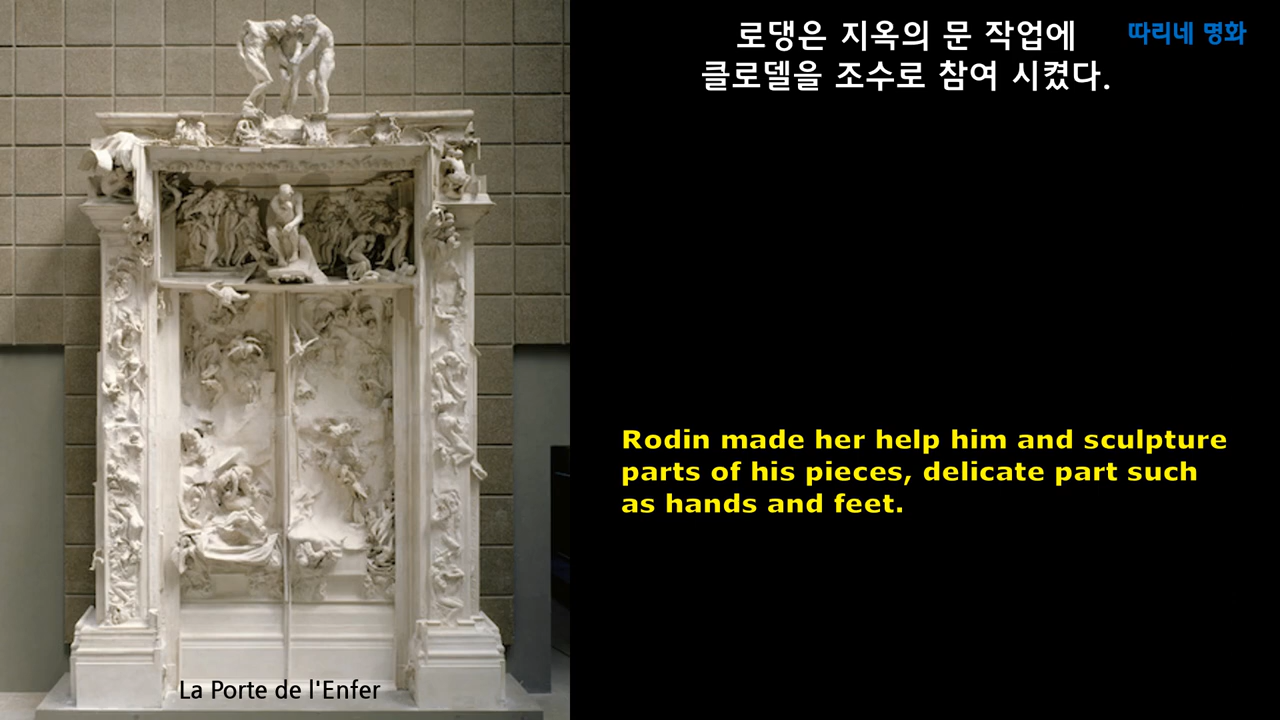 로댕은 지옥의 문 작업에
클로델을 조수로 참여 시켰다.
따리네 명화
Rodin made her help him and sculpture
parts of his pieces, delicate part such
as hands and feet.
La Porte de l'Enfer